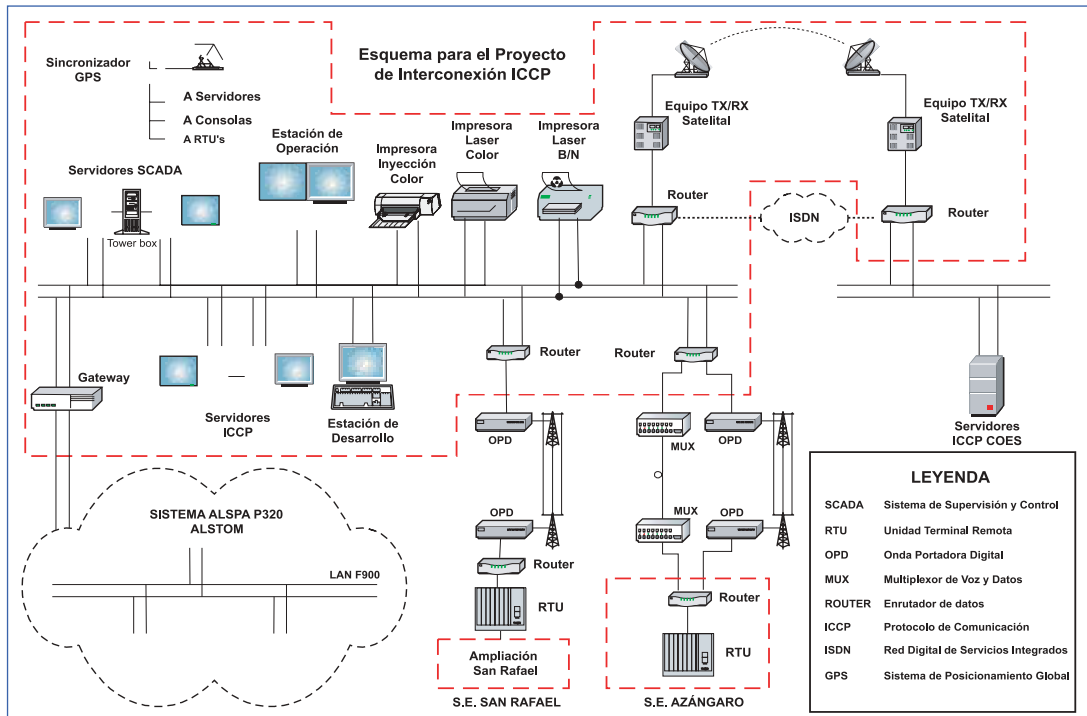 Esquema para el Proyecto
de Interconexión ICCP
Sincronizador
GPS
A Servidores
A Consolas
A RTU's
Servidores SCADA
Tower box
Estación de
Operación
Impresora
Inyección
Color
Impresora
Laser
Color
Impresora
Laser
B/N
Equipo TX/RX
Satelital
Equipo TX/RX
Satelital
Router
ISDN
Router
Gateway
Servidores
ICCP
Estación de
Desarrollo
Router
Router
Servidores
ICCP COES
OPD
MUX
OPD
SISTEMA ALSPA P320
ALSTOM
LAN F900
OPD
Router
RTU
Ampliación
San Rafael
S.E. SAN RAFAEL
MUX
OPD
Router
RTU
S.E. AZÁNGARO
LEYENDA
SCADA Sistema de Supervisión y Control
RTU Unidad Terminal Remota
OPD Onda Portadora Digital
MUX Multiplexor de Voz y Datos
ROUTER Enrutador de datos
ICCP Protocolo de Comunicación
ISDN Red Digital de Servicios Integrados
GPS Sistema de Posicionamiento Global